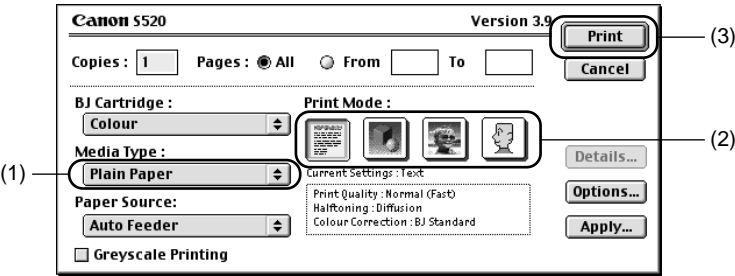 Canon S520 Version 3.9
Print (3)
Copies : 1 Pages : All From To
Cancel
BJ Cartridge : Print Mode :
Colour
(2)
Media Type : Details...
(1) Plain Paper Current Settings : Text
Print Quality : Normal (Fast) Options...
Paper Source: Halftoning : Diffusion
Auto Feeder Colour Correction : BJ Standard Apply...
Greyscale Printing